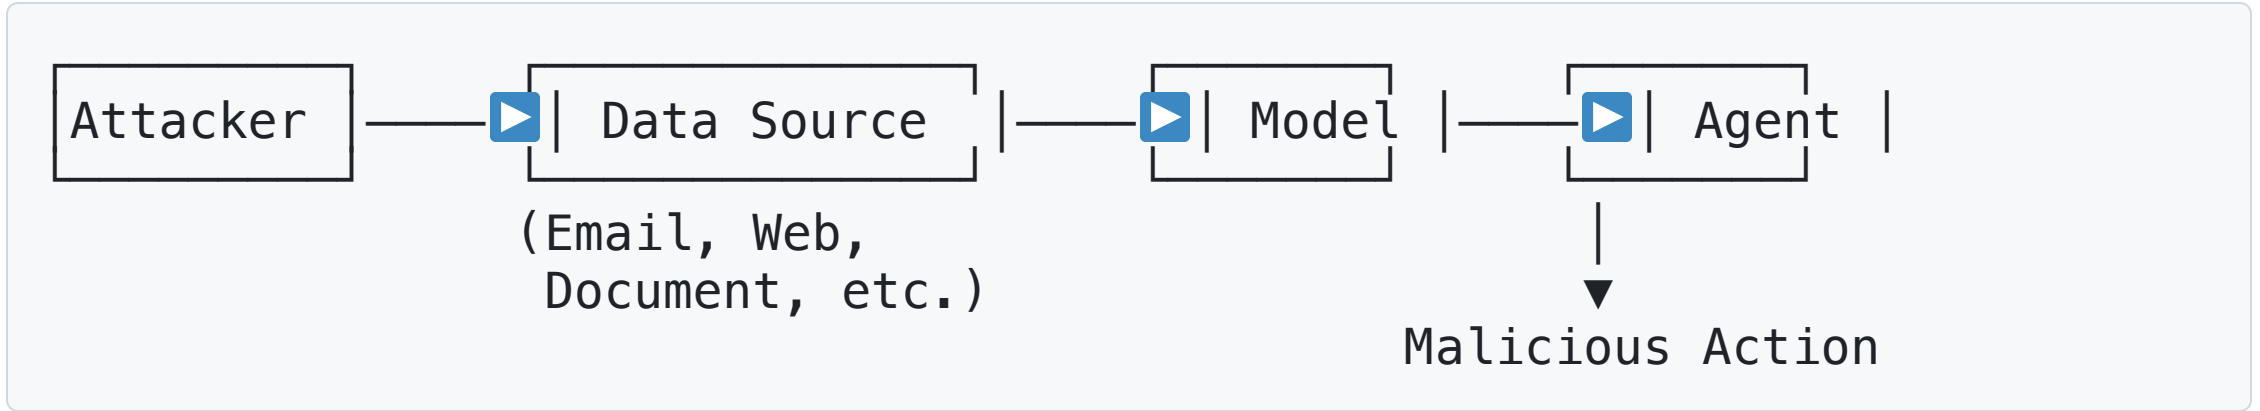 Attacker Data Source Model Agent
(Email, Web,
Document, etc.)
Malicious Action